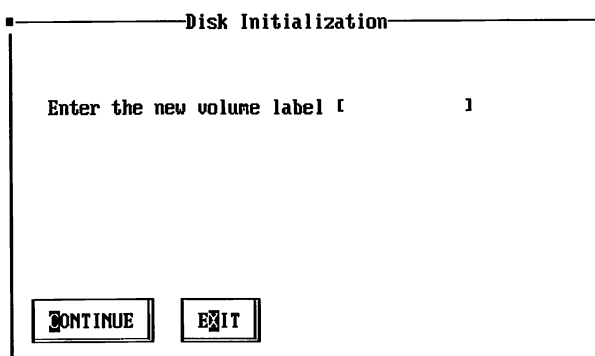 Disk Initialization
Enter the new volume label [ ]
CONTINUE EXIT